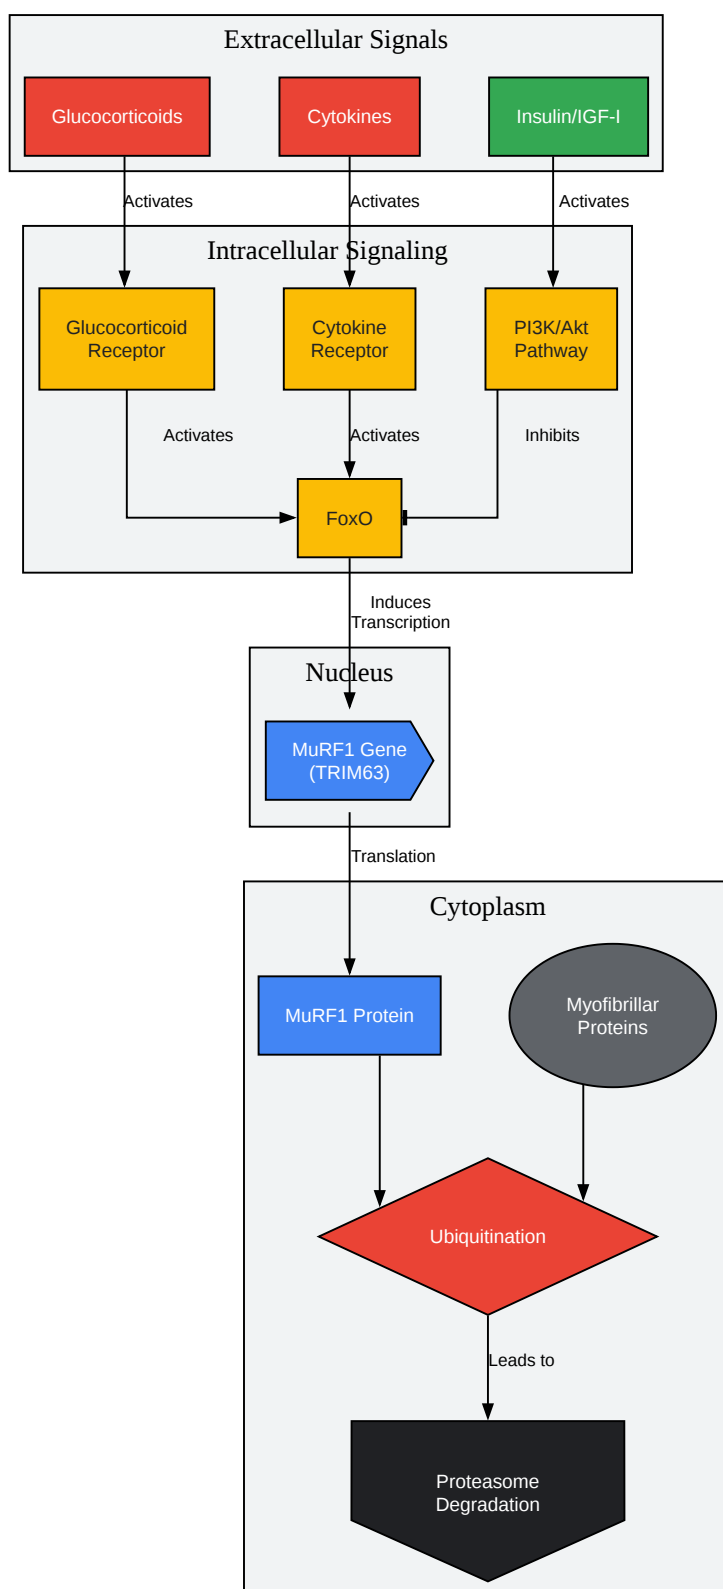 Extracellular Signals
Glucocorticoids
Cytokines
Insulin/IGF-I
Activates
Activates
Activates
Intracellular Signaling
Glucocorticoid
Receptor
Cytokine
Receptor
PI3K/Akt
Pathway
Activates
Activates
Inhibits
FoxO
Induces
Transcription
Nucleus
MuRF1 Gene
(TRIM63)
Translation
Cytoplasm
MuRF1 Protein
Myofibrillar
Proteins
Ubiquitination
Leads to
Proteasome
Degradation